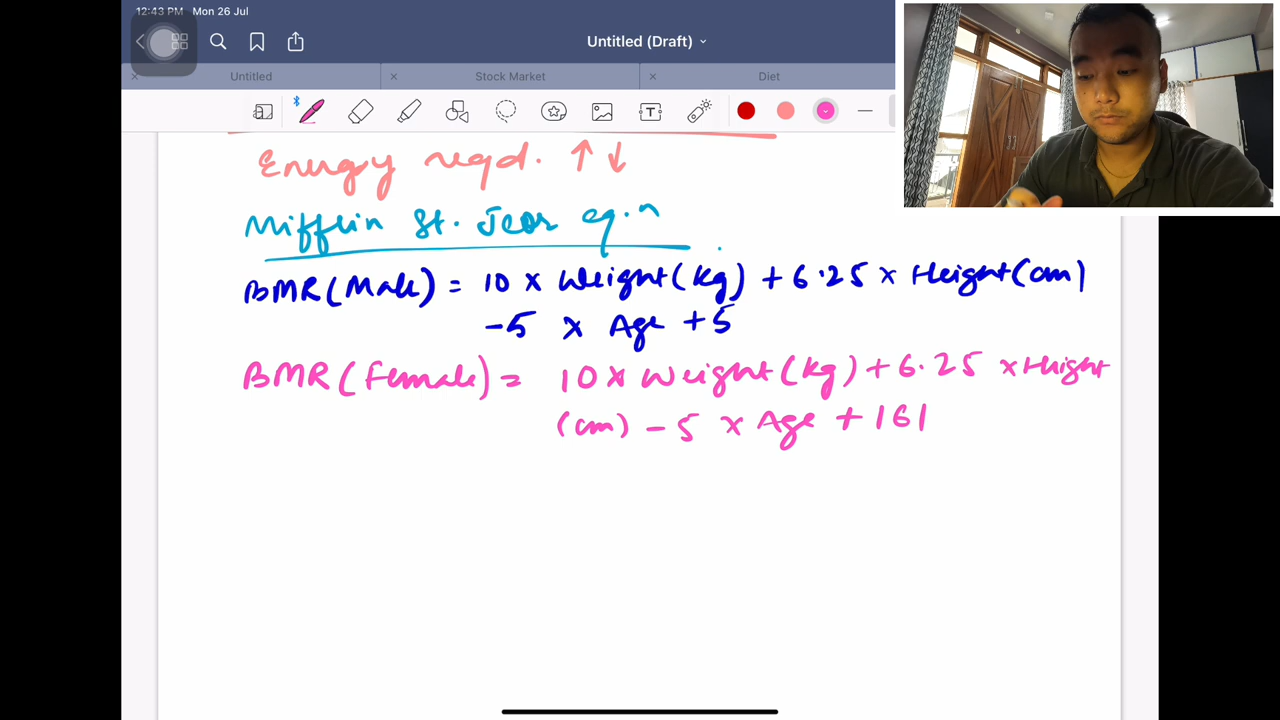 12:43 PM Mon 26 Jul
Untitled (Draft)
Untitled
Stock Market
Diet
Energy reqd. ↑ ↓
Mifflin St. Jeor eq.n
BMR (Male) = 10 x Weight (kg) + 6.25 x Height (cm)
-5 x Age +5
BMR (Female) = 10 x Weight (kg) + 6.25 x Height
(cm) - 5 x Age + 161